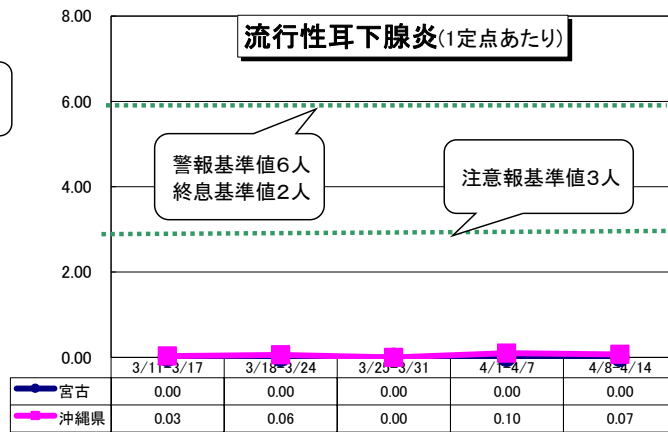 流行性耳下腺炎(1定点あたり)
8.00
6.00
警報基準値6人
終息基準値2人
注意報基準値3人
4.00
2.00
0.00
3/11-3/17 3/18-3/24 3/25-3/31 4/1-4/7 4/8-4/14
宮古 0.00 0.00 0.00 0.00 0.00
沖縄県 0.03 0.06 0.00 0.10 0.07